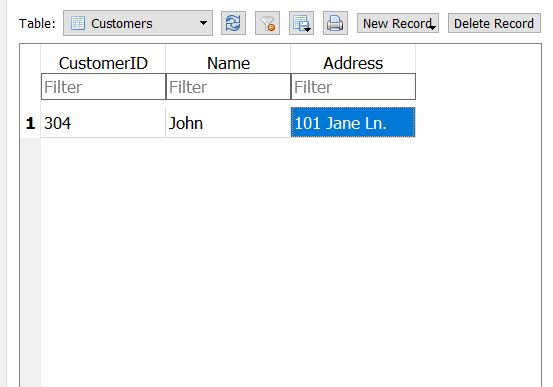 Table: Customers New Record Delete Record
CustomerID Name Address
Filter Filter Filter
1 304 John 101 Jane Ln.